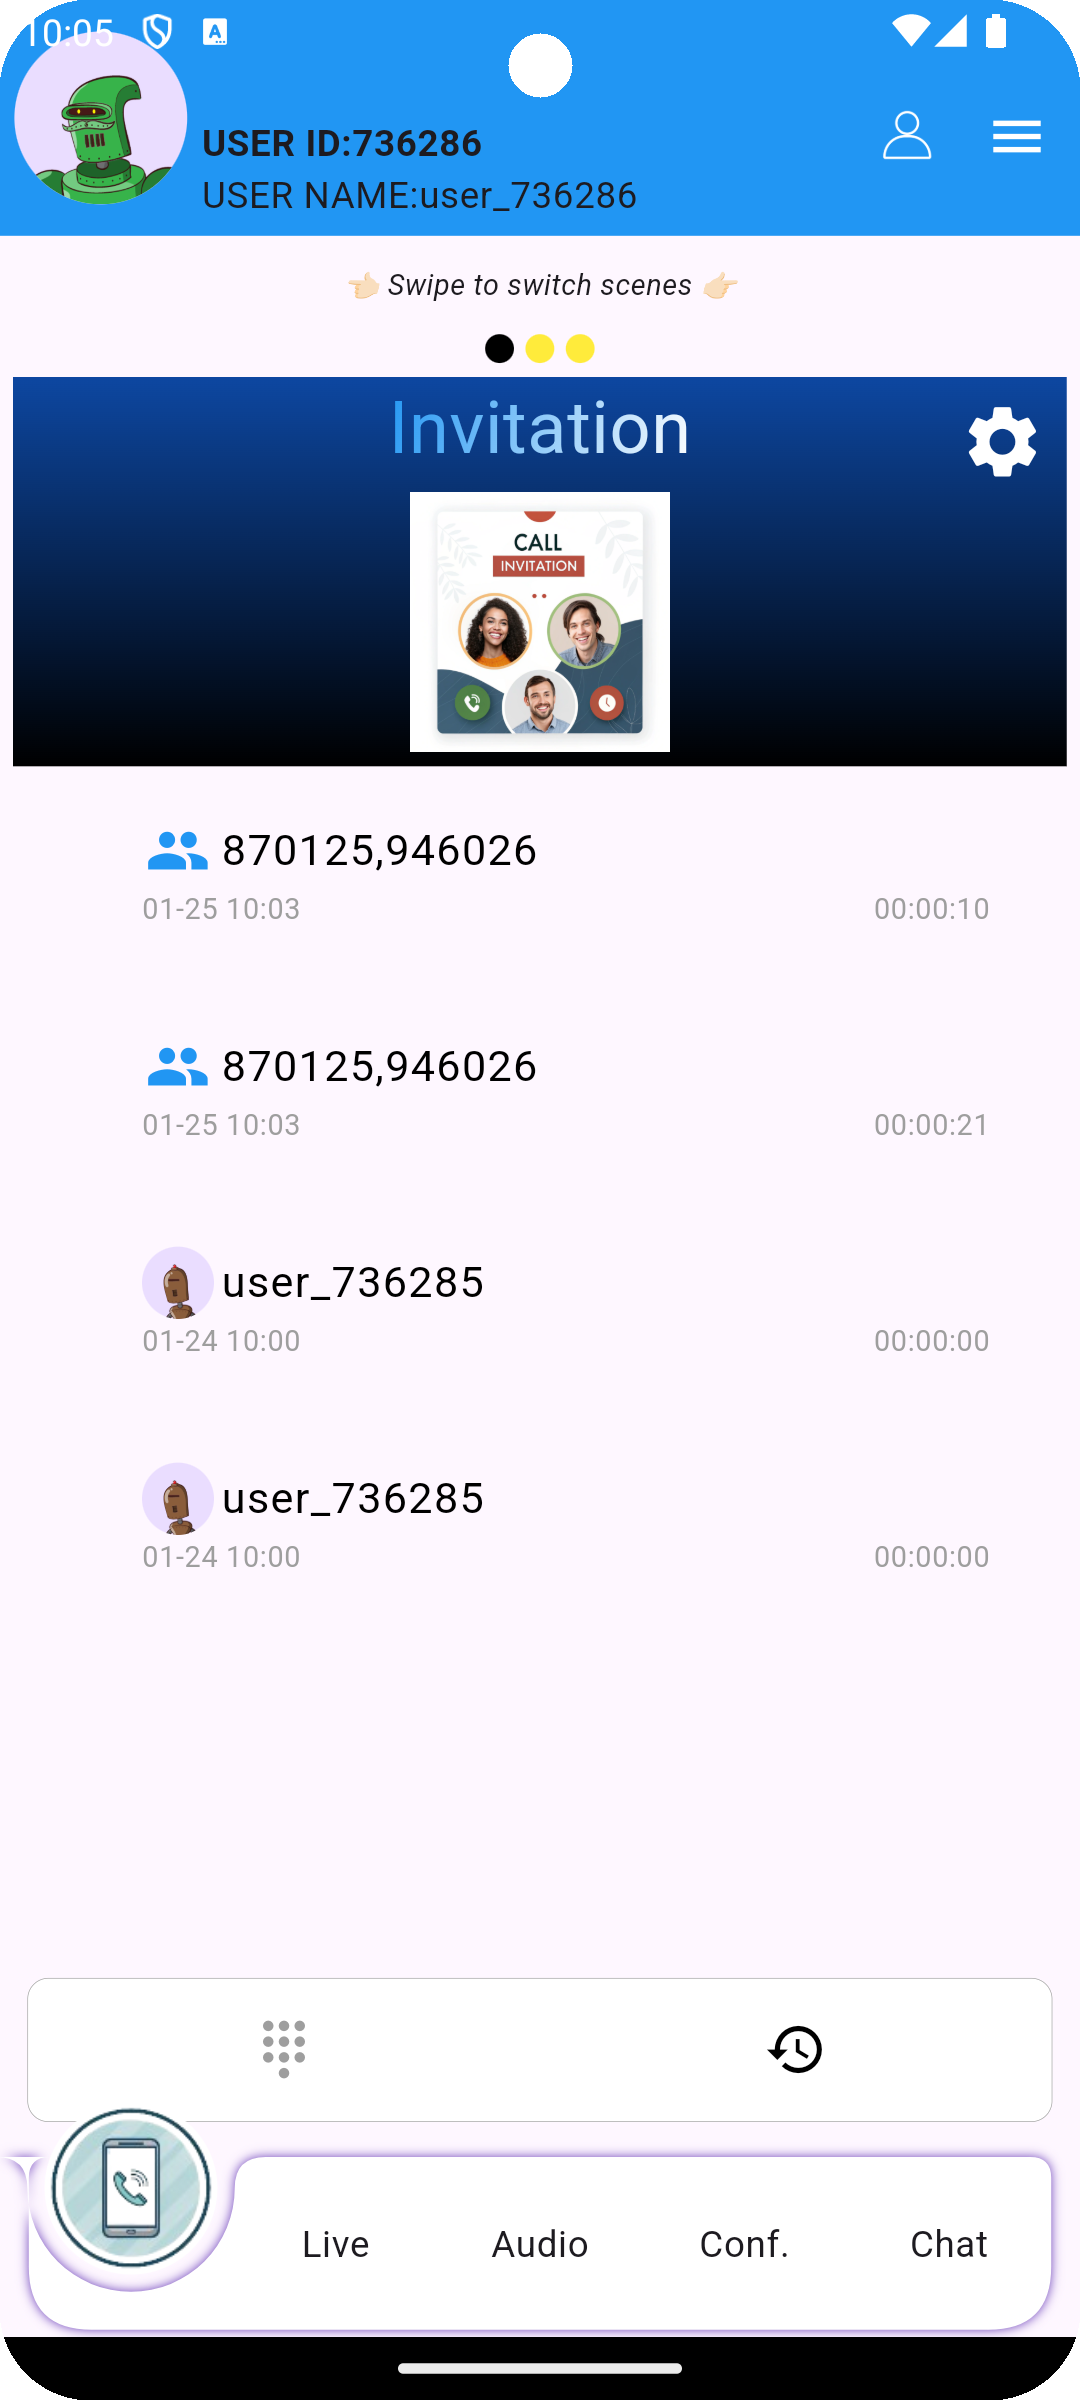 10:05
USER ID:736286
USER NAME:user_736286
👈🏻 Swipe to switch scenes 👉🏻
Invitation
CALL
INVITATION
870125,946026
01-25 10:03 00:00:10
870125,946026
01-25 10:03 00:00:21
user_736285
01-24 10:00 00:00:00
user_736285
01-24 10:00 00:00:00
Live Audio Conf. Chat